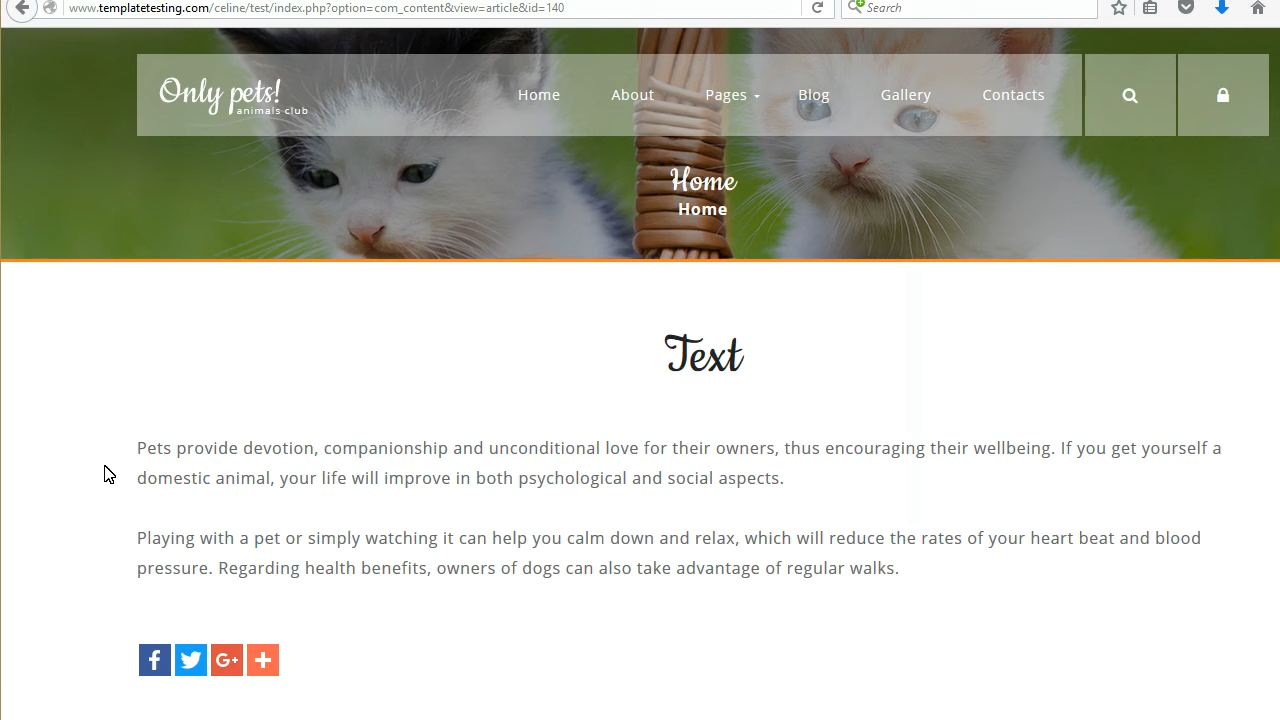 www.templatetesting.com/celine/test/index.php?option=com_content&view=article&id=140
Search
Only pets!
animals club
Home
About
Pages
Blog
Gallery
Contacts
Home
Home
Text
Pets provide devotion, companionship and unconditional love for their owners, thus encouraging their wellbeing. If you get yourself a
domestic animal, your life will improve in both psychological and social aspects.
Playing with a pet or simply watching it can help you calm down and relax, which will reduce the rates of your heart beat and blood
pressure. Regarding health benefits, owners of dogs can also take advantage of regular walks.